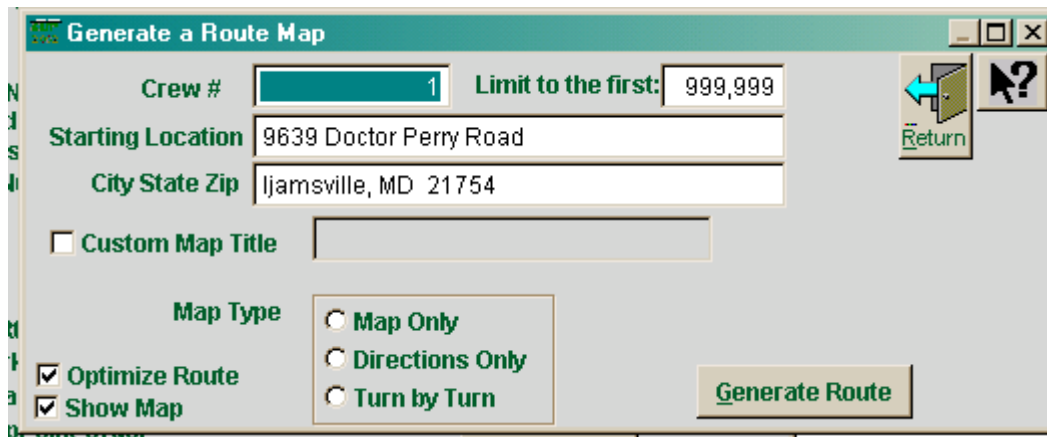 Generate a Route Map
Crew # 1 Limit to the first: 999,999
Starting Location 9639 Doctor Perry Road
Return
City State Zip Ijamsville, MD 21754
Custom Map Title
Map Type
Map Only
Directions Only
Turn by Turn
Optimize Route
Show Map
Generate Route